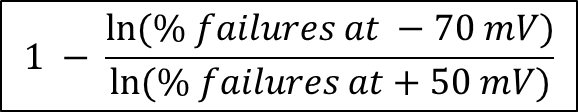 1 − ln(% failures at − 70 mV)
ln(% failures at + 50 mV)